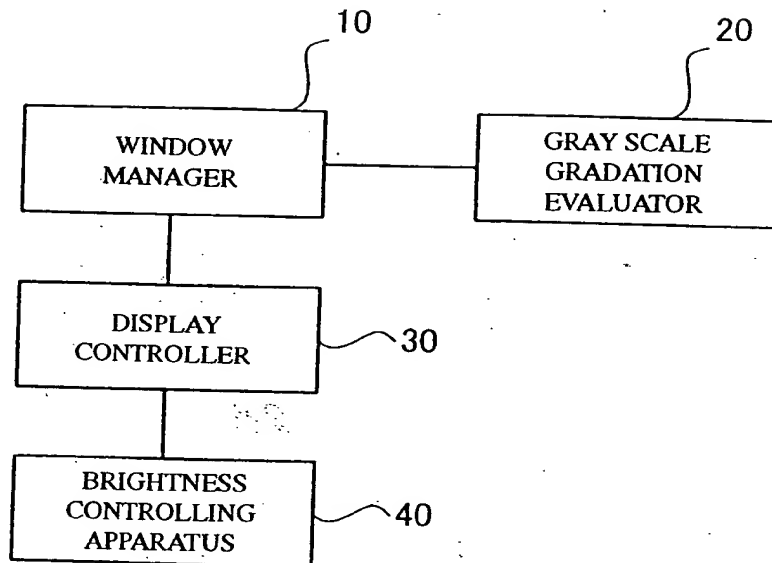 10
20
WINDOW
MANAGER
GRAY SCALE
GRADATION
EVALUATOR
DISPLAY
CONTROLLER
30
BRIGHTNESS
CONTROLLING
APPARATUS
40